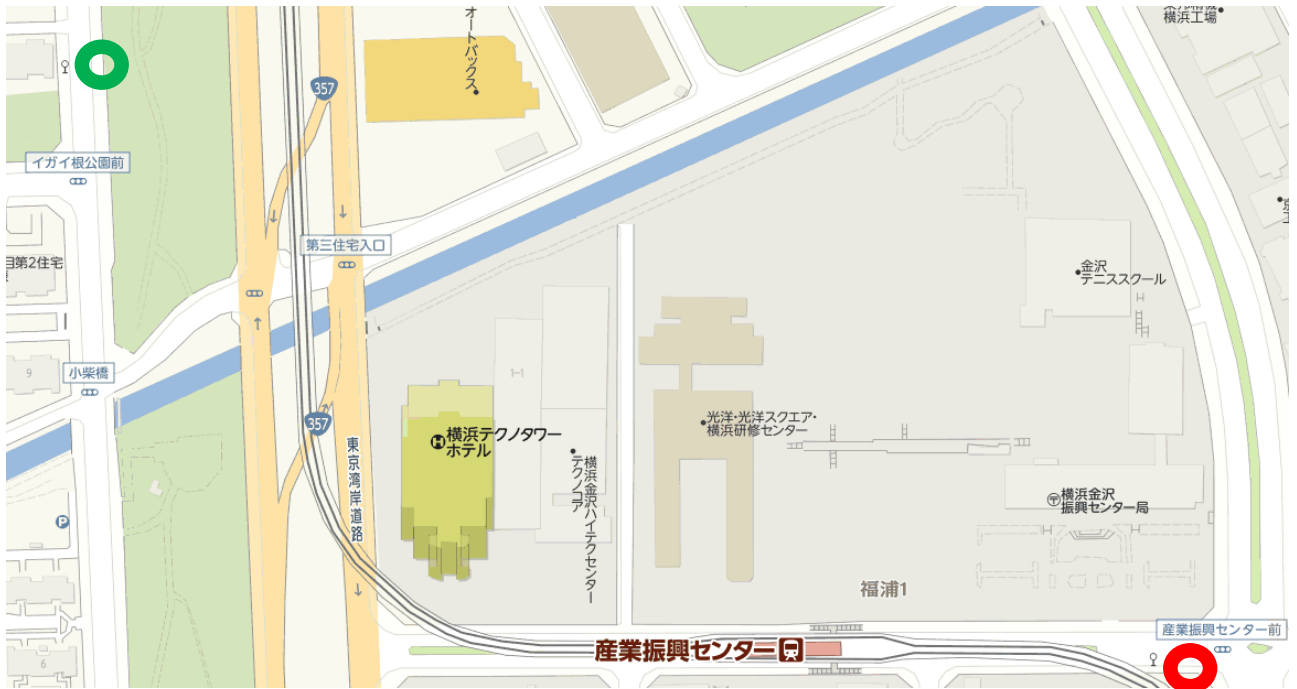 横浜工場
オートバックス
357
イガイ根公園前
第三住宅入口
目第2住宅
金沢
テニススクール
小柴橋
9
1-1
357
横浜テクノタワー
ホテル
光洋・光洋スクエア・
横浜研修センター
東京湾岸道路
横浜金沢ハイテクセンター
テクノコア
横浜金沢
振興センター局
P
福浦1
産業振興センター
産業振興センター前
6